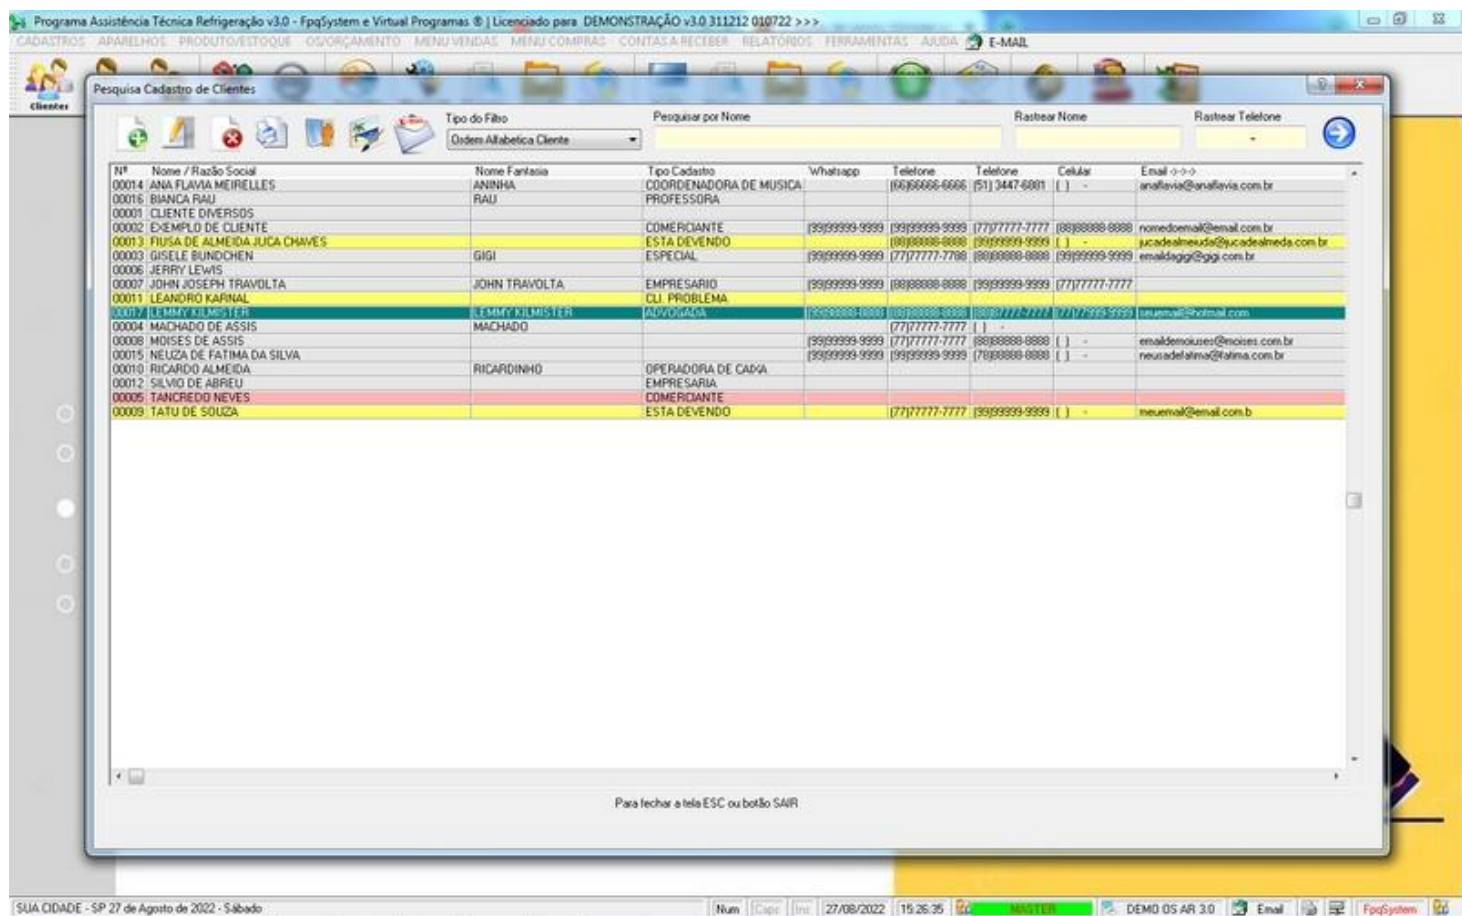 Programa Assistência Técnica Refrigeração v3.0 - FpqSystem e Virtual Programas ® | Licenciado para DEMONSTRAÇÃO v3.0 311212 010722 >>>
CADASTROS APARELHOS PRODUTO/ESTOQUE OS/ORÇAMENTO MENU VENDAS MENU COMPRAS CONTAS A RECEBER RELATÓRIOS FERRAMENTAS AJUDA E-MAIL
Clientes
Pesquisa Cadastro de Clientes
Tipo do Filtro Pesquisar por Nome Rastrear Nome Rastrear Telefone
Ordem Alfabetica Cliente -
Nº Nome / Razão Social Nome Fantasia Tipo Cadastro Whatsapp Telefone Telefone Celular Email ->->->
00014 ANA FLAVIA MEIRELLES ANINHA COORDENADORA DE MUSICA (66)66666-6666 (51) 3447-6881 ( ) - anaflavia@anaflavia.com.br
00016 BIANCA RAU RAU PROFESSORA
00001 CLIENTE DIVERSOS
00002 EXEMPLO DE CLIENTE COMERCIANTE (99)99999-9999 (99)99999-9999 (77)77777-7777 (88)88888-8888 nomedoemail@email.com.br
00013 FIUSA DE ALMEIDA JUCA CHAVES ESTA DEVENDO (88)88888-8888 (99)99999-9999 ( ) - jucadealmeiuda@jucadealmeda.com.br
00003 GISELE BUNDCHEN GIGI ESPECIAL (99)99999-9999 (77)77777-7788 (88)88888-8888 (99)99999-9999 emaildagigi@gigi.com.br
00006 JERRY LEWIS
00007 JOHN JOSEPH TRAVOLTA JOHN TRAVOLTA EMPRESARIO (99)99999-9999 (88)88888-8888 (99)99999-9999 (77)77777-7777
00011 LEANDRO KARNAL CLI. PROBLEMA
00017 LEMMY KILMISTER LEMMY KILMISTER ADVOGADA (77)77999-9999 seuemail@hotmail.com
00004 MACHADO DE ASSIS MACHADO (77)77777-7777 ( ) -
00008 MOISES DE ASSIS (99)99999-9999 (77)77777-7777 (88)88888-8888 ( ) - emaildemoiuses@moises.com.br
00015 NEUZA DE FATIMA DA SILVA (99)99999-9999 (99)99999-9999 (78)88888-8888 ( ) - neusadefatima@fatima.com.br
00010 RICARDO ALMEIDA RICARDINHO OPERADORA DE CAIXA
00012 SILVIO DE ABREU EMPRESARIA
00005 TANCREDO NEVES COMERCIANTE
00009 TATU DE SOUZA ESTA DEVENDO (77)77777-7777 (99)99999-9999 ( ) - meuemail@email.com.b
Para fechar a tela ESC ou botão SAIR
SUA CIDADE - SP 27 de Agosto de 2022 - Sábado Num Caps Ins 27/08/2022 15:26:35 MASTER DEMO OS AR 3.0 Email FpqSystem